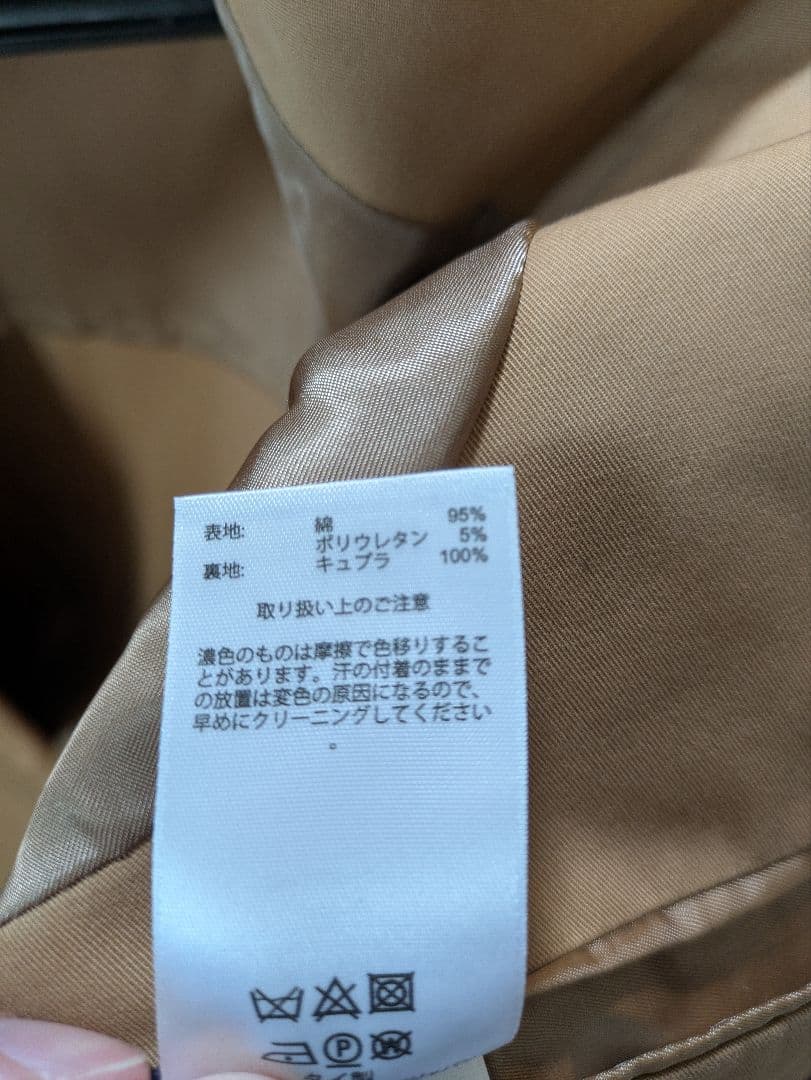 表地: 綿 95%
ポリウレタン 5%
裏地: キュプラ 100%
取り扱い上のご注意
濃色のものは摩擦で色移りするこ
とがあります。汗の付着のままで
の放置は変色の原因になるので、
早めにクリーニングしてください
。
P W
タイ製